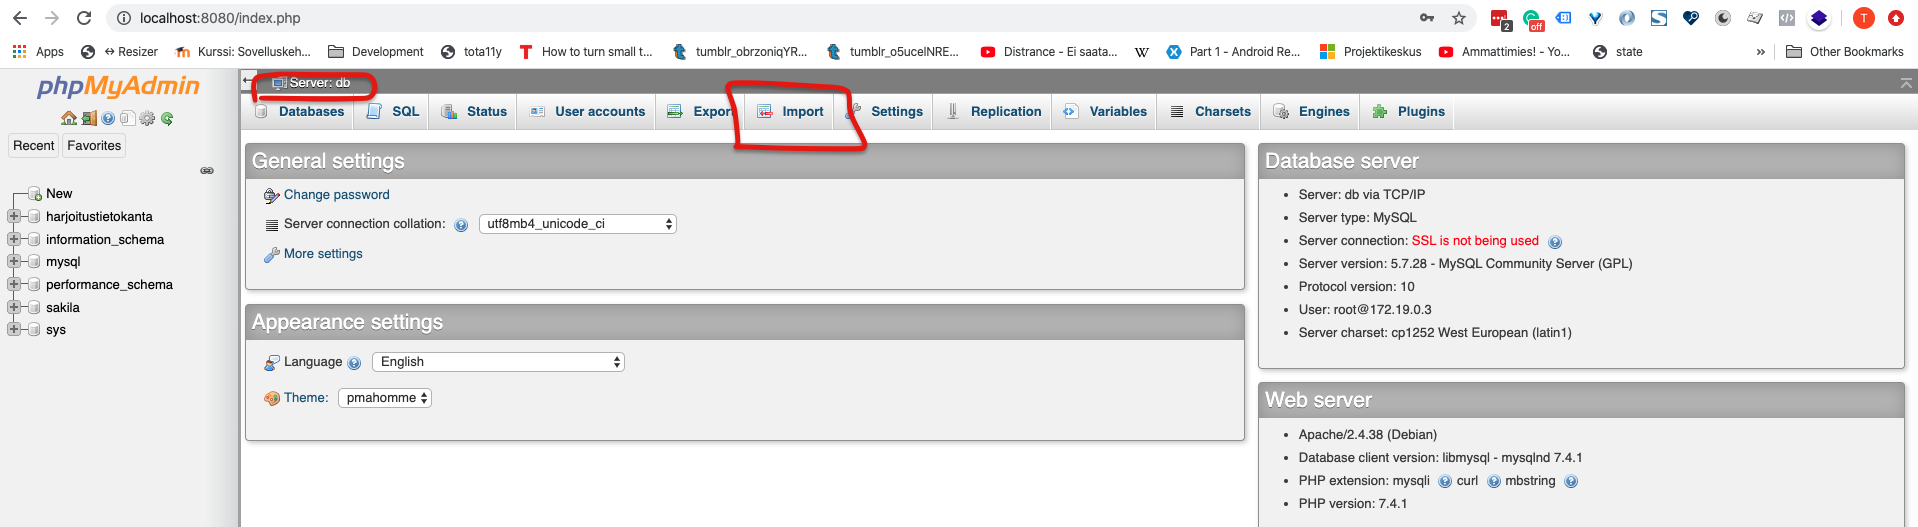 localhost:8080/index.php
2
off
T
Apps
Resizer
Kurssi: Sovelluskeh...
Development
tota11y
T
How to turn small t...
tumblr_obrzoniqYR...
tumblr_o5ucelNRE...
Distrance - Ei saata...
W
Part 1 - Android Re...
Projektikeskus
Ammattimies! - Yo...
state
»
Other Bookmarks
phpMyAdmin
Recent
Favorites
New
harjoitustietokanta
information_schema
mysql
performance_schema
sakila
sys
Server: db
Databases
SQL
Status
User accounts
Export
Import
Settings
Replication
Variables
Charsets
Engines
Plugins
General settings
Change password
Server connection collation:
utf8mb4_unicode_ci
More settings
Appearance settings
Language
English
Theme:
pmahomme
Database server
• Server: db via TCP/IP
• Server type: MySQL
• Server connection: SSL is not being used
• Server version: 5.7.28 - MySQL Community Server (GPL)
• Protocol version: 10
• User: root@172.19.0.3
• Server charset: cp1252 West European (latin1)
Web server
• Apache/2.4.38 (Debian)
• Database client version: libmysql - mysqlnd 7.4.1
• PHP extension: mysqli curl mbstring
• PHP version: 7.4.1